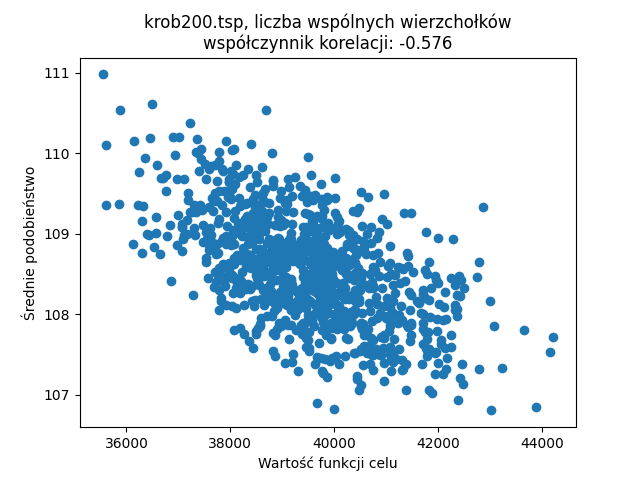 krob200.tsp, liczba wspólnych wierzchołków
współczynnik korelacji: -0.576
111
110
109
108
107
Średnie podobieństwo
36000 38000 40000 42000 44000
Wartość funkcji celu